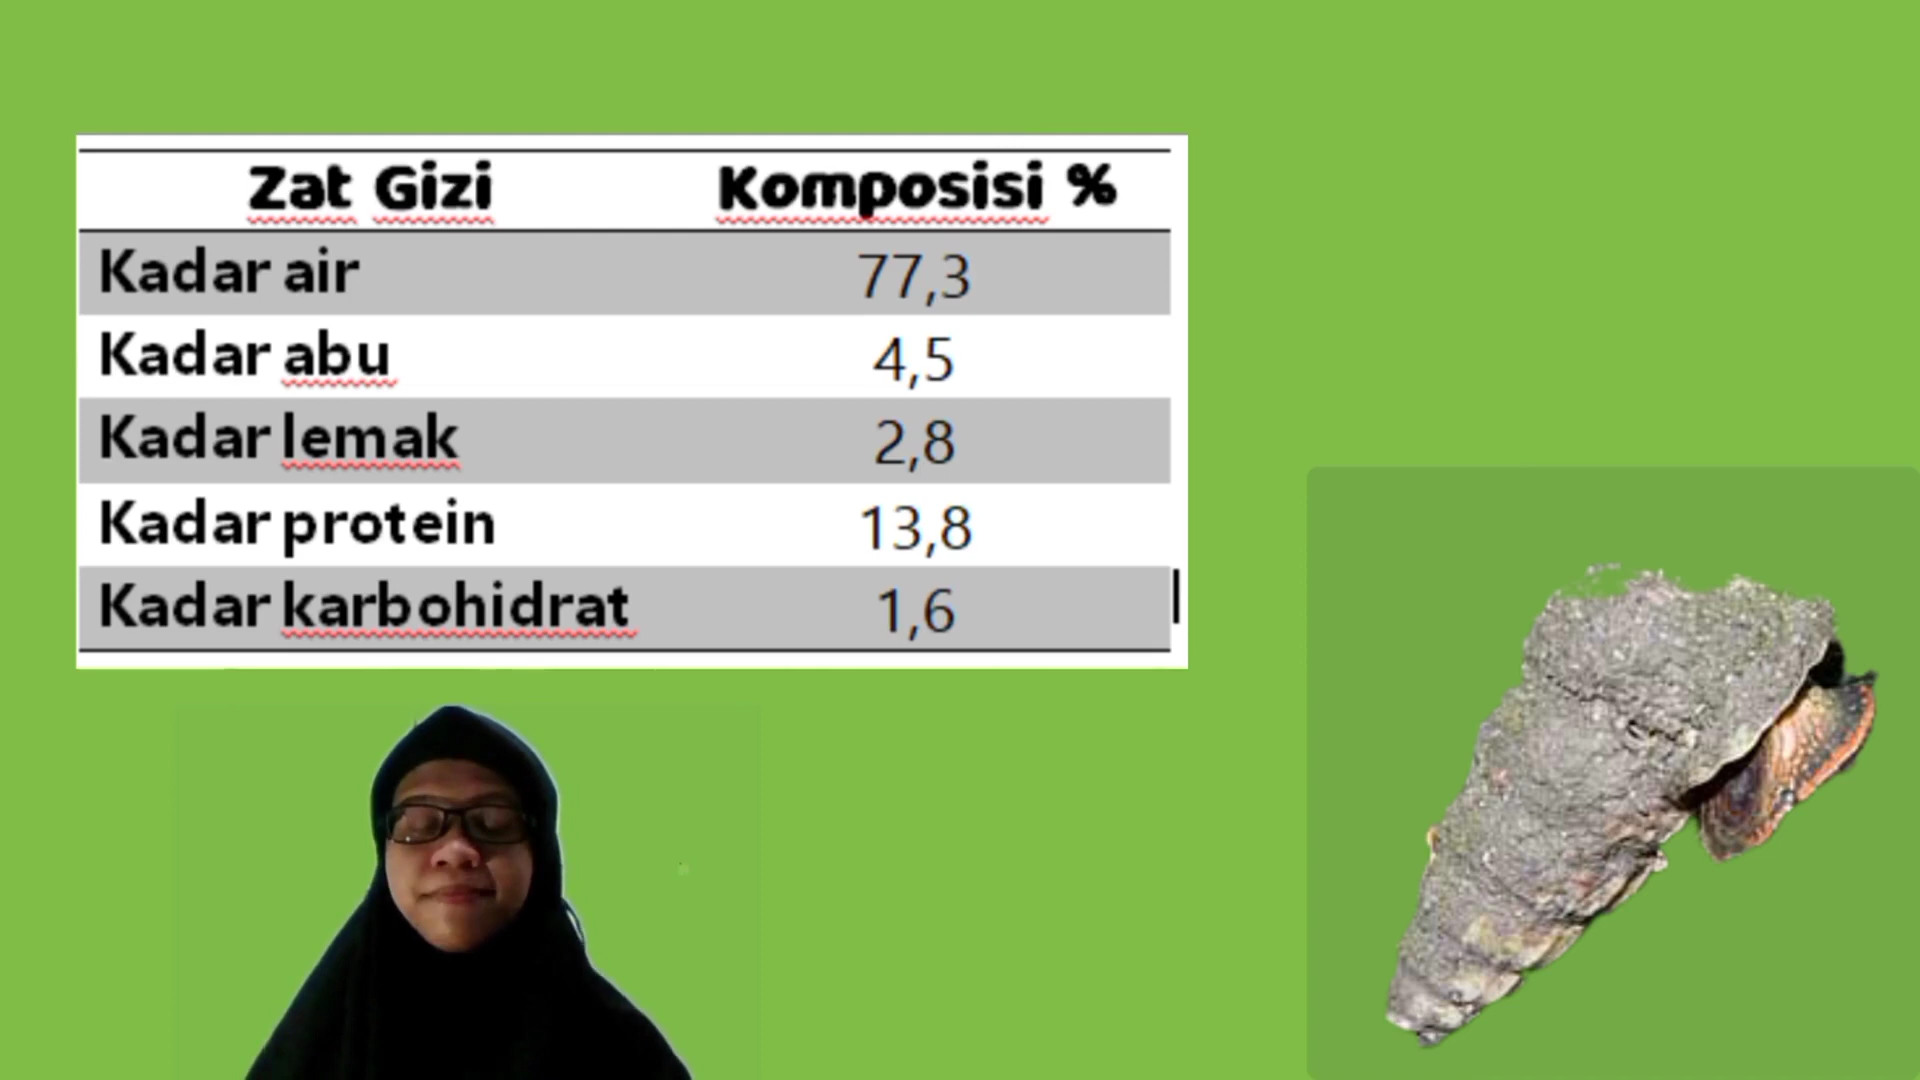 Zat Gizi Komposisi %
Kadar air 77,3
Kadar abu 4,5
Kadar lemak 2,8
Kadar protein 13,8
Kadar karbohidrat 1,6